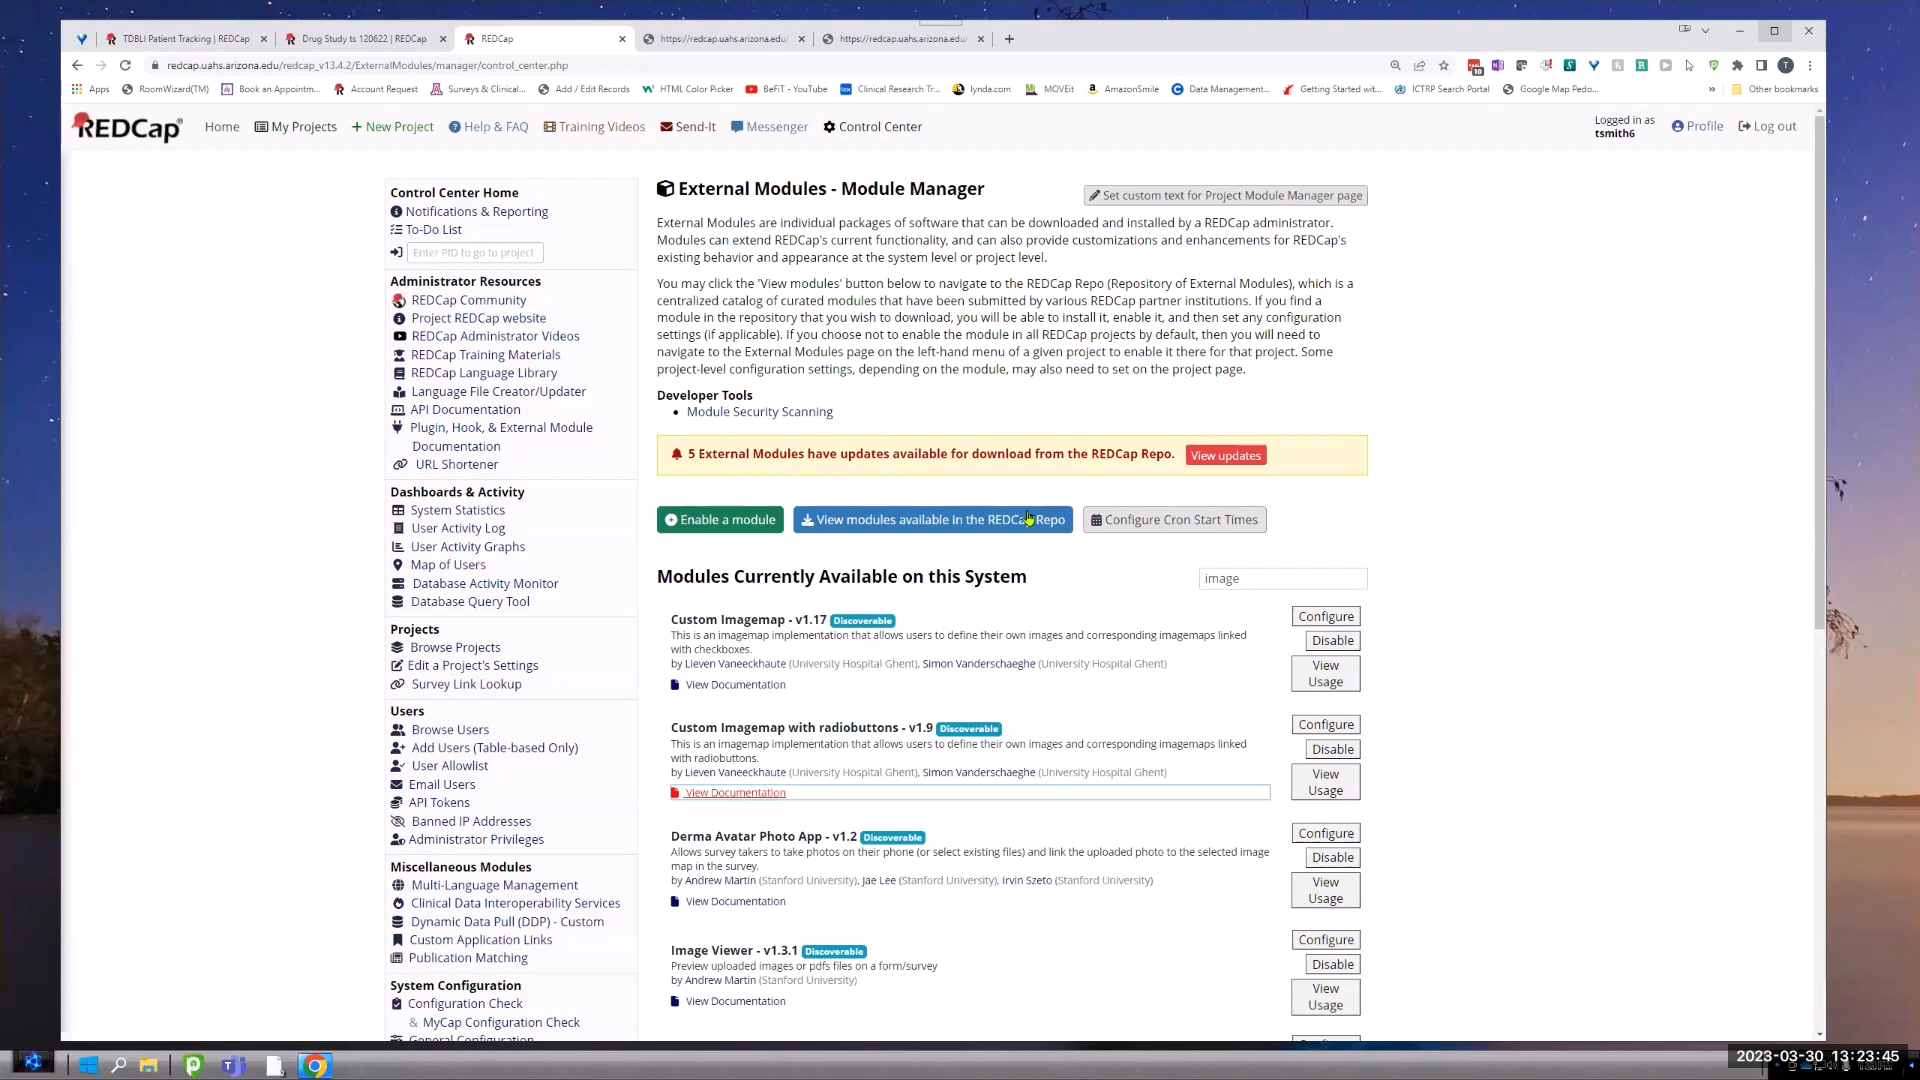 TDBLI Patient Tracking | REDCap
Drug Study ts 120622 | REDCap
REDCap
https://redcap.uahs.arizona.edu/
https://redcap.uahs.arizona.edu/
redcap.uahs.arizona.edu/redcap_v13.4.2/ExternalModules/manager/control_center.php
10
T
Apps RoomWizard(TM) Book an Appointm... Account Request Surveys & Clinical... Add / Edit Records HTML Color Picker BeFiT - YouTube Clinical Research Tr... lynda.com MOVEit AmazonSmile Data Management... Getting Started wit... ICTRP Search Portal Google Map Pedo... » Other bookmarks
REDCap Home My Projects + New Project Help & FAQ Training Videos Send-It Messenger Control Center
Logged in as
tsmith6
Profile Log out
Control Center Home
Notifications & Reporting
To-Do List
Enter PID to go to project
Administrator Resources
REDCap Community
Project REDCap website
REDCap Administrator Videos
REDCap Training Materials
REDCap Language Library
Language File Creator/Updater
API Documentation
Plugin, Hook, & External Module
Documentation
URL Shortener
Dashboards & Activity
System Statistics
User Activity Log
User Activity Graphs
Map of Users
Database Activity Monitor
Database Query Tool
Projects
Browse Projects
Edit a Project's Settings
Survey Link Lookup
Users
Browse Users
Add Users (Table-based Only)
User Allowlist
Email Users
API Tokens
Banned IP Addresses
Administrator Privileges
Miscellaneous Modules
Multi-Language Management
Clinical Data Interoperability Services
Dynamic Data Pull (DDP) - Custom
Custom Application Links
Publication Matching
System Configuration
Configuration Check
& MyCap Configuration Check
General Configuration
External Modules - Module Manager
Set custom text for Project Module Manager page
External Modules are individual packages of software that can be downloaded and installed by a REDCap administrator.
Modules can extend REDCap's current functionality, and can also provide customizations and enhancements for REDCap's
existing behavior and appearance at the system level or project level.
You may click the 'View modules' button below to navigate to the REDCap Repo (Repository of External Modules), which is a
centralized catalog of curated modules that have been submitted by various REDCap partner institutions. If you find a
module in the repository that you wish to download, you will be able to install it, enable it, and then set any configuration
settings (if applicable). If you choose not to enable the module in all REDCap projects by default, then you will need to
navigate to the External Modules page on the left-hand menu of a given project to enable it there for that project. Some
project-level configuration settings, depending on the module, may also need to set on the project page.
Developer Tools
• Module Security Scanning
5 External Modules have updates available for download from the REDCap Repo. View updates
Enable a module View modules available in the REDCap Repo Configure Cron Start Times
Modules Currently Available on this System image
Custom Imagemap - v1.17 Discoverable
This is an imagemap implementation that allows users to define their own images and corresponding imagemaps linked
with checkboxes.
by Lieven Vaneeckhaute (University Hospital Ghent), Simon Vanderschaeghe (University Hospital Ghent)
View Documentation
Configure
Disable
View
Usage
Custom Imagemap with radiobuttons - v1.9 Discoverable
This is an imagemap implementation that allows users to define their own images and corresponding imagemaps linked
with radiobuttons.
by Lieven Vaneeckhaute (University Hospital Ghent), Simon Vanderschaeghe (University Hospital Ghent)
View Documentation
Configure
Disable
View
Usage
Derma Avatar Photo App - v1.2 Discoverable
Allows survey takers to take photos on their phone (or select existing files) and link the uploaded photo to the selected image
map in the survey.
by Andrew Martin (Stanford University), Jae Lee (Stanford University), Irvin Szeto (Stanford University)
View Documentation
Configure
Disable
View
Usage
Image Viewer - v1.3.1 Discoverable
Preview uploaded images or pdfs files on a form/survey
by Andrew Martin (Stanford University)
View Documentation
Configure
Disable
View
Usage
2023-03-30 13:23:45